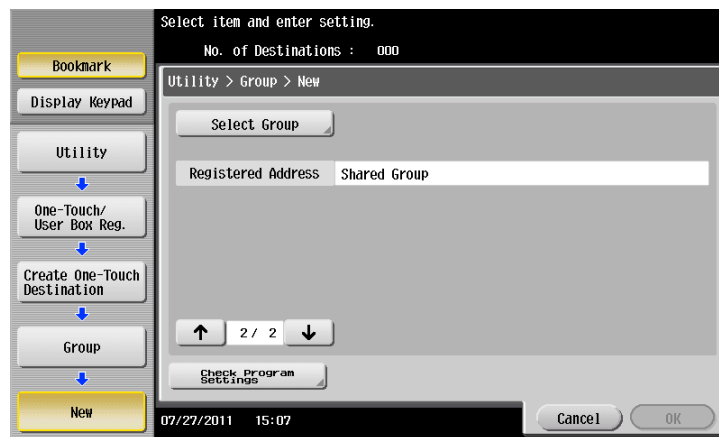 Select item and enter setting.
No. of Destinations : 000
Bookmark
Display Keypad
Utility
One-Touch/
User Box Reg.
Create One-Touch
Destination
Group
New
Utility > Group > New
Select Group
Registered Address Shared Group
↑ 2/ 2 ↓
Check Program
Settings
07/27/2011 15:07
Cancel OK